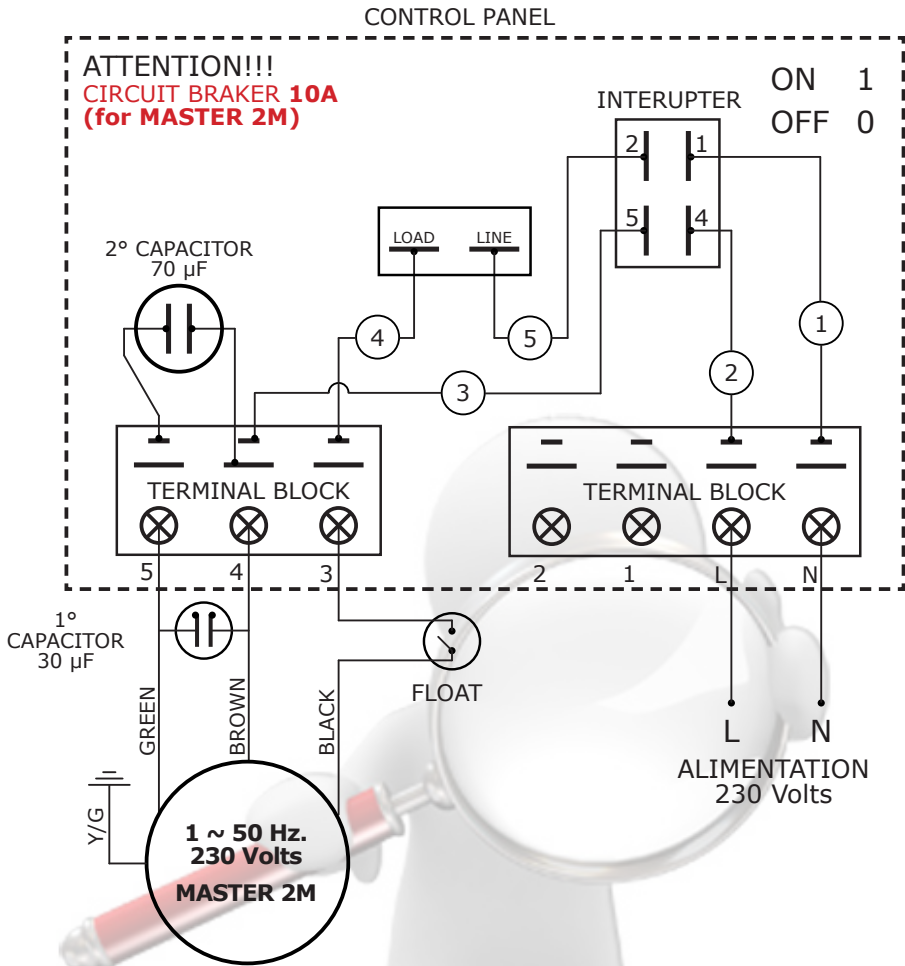 CONTROL PANEL
ATTENTION!!!
CIRCUIT BRAKER 10A
(for MASTER 2M)
ON 1
OFF 0
INTERUPTER
2 1
5 4
LOAD LINE
2° CAPACITOR
70 µF
4
5
1
2
3
TERMINAL BLOCK
TERMINAL BLOCK
5 4 3
2 1 L N
1°
CAPACITOR
30 µF
FLOAT
GREEN
BROWN
BLACK
L N
ALIMENTATION
230 Volts
Y/G
1 ~ 50 Hz.
230 Volts
MASTER 2M